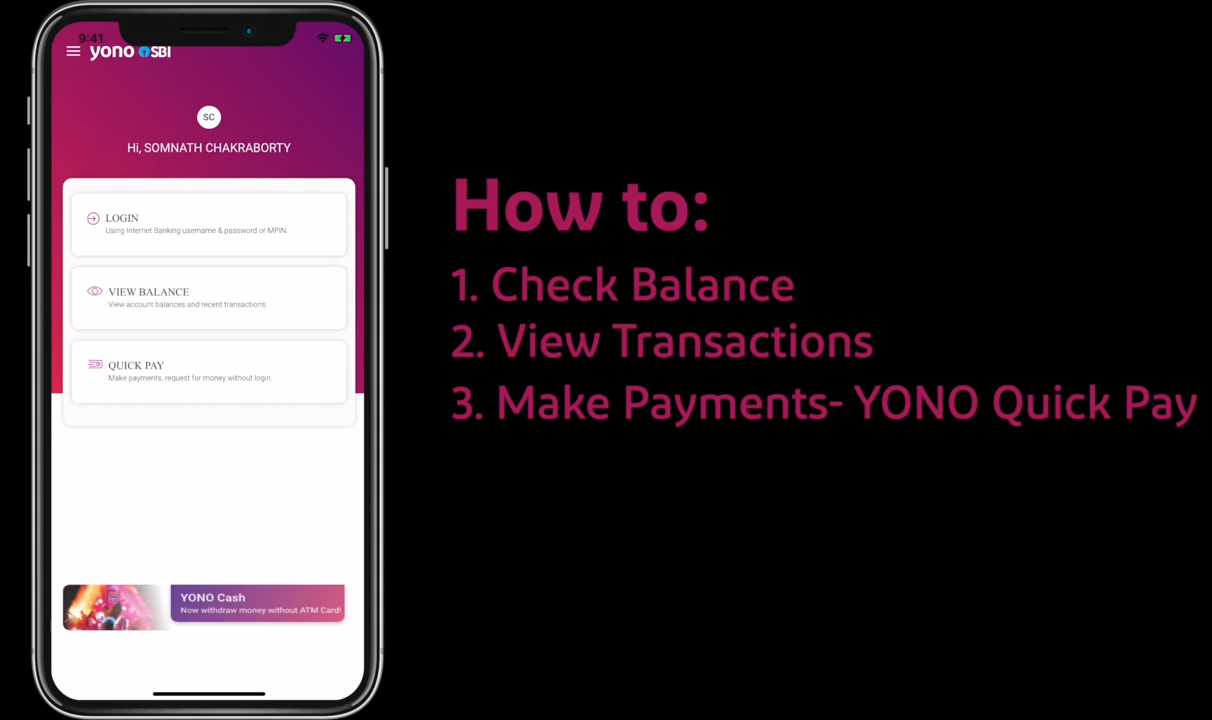 9:41
yono SBI
SC
Hi, SOMNATH CHAKRABORTY
LOGIN
Using Internet Banking username & password or MPIN.
VIEW BALANCE
View account balances and recent transactions.
QUICK PAY
Make payments, request for money without login.
YONO Cash
Now withdraw money without ATM Card!
How to:
1. Check Balance
2. View Transactions
3. Make Payments- YONO Quick Pay